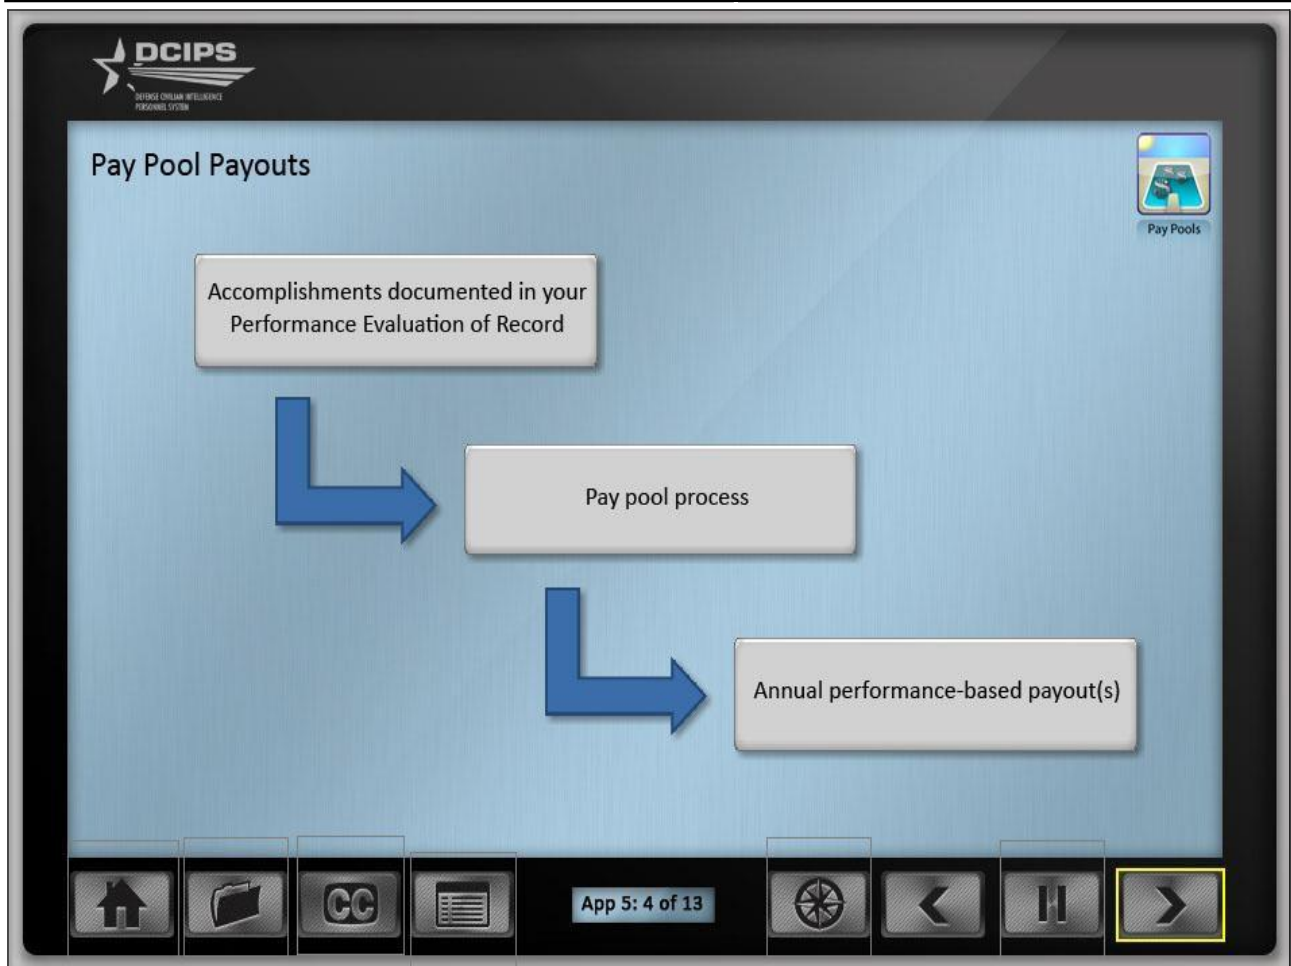 DCIPS
DEFENSE CIVILIAN INTELLIGENCE
PERSONNEL SYSTEM
Pay Pool Payouts
Pay Pools
Accomplishments documented in your
Performance Evaluation of Record
Pay pool process
Annual performance-based payout(s)
CC
App 5: 4 of 13